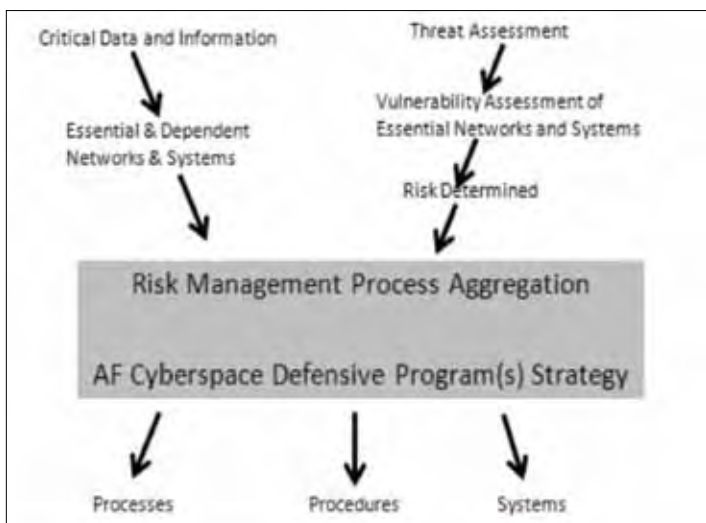 Critical Data and Information
Threat Assessment
Essential & Dependent
Networks & Systems
Vulnerability Assessment of
Essential Networks and Systems
Risk Determined
Risk Management Process Aggregation
AF Cyberspace Defensive Program(s) Strategy
Processes
Procedures
Systems